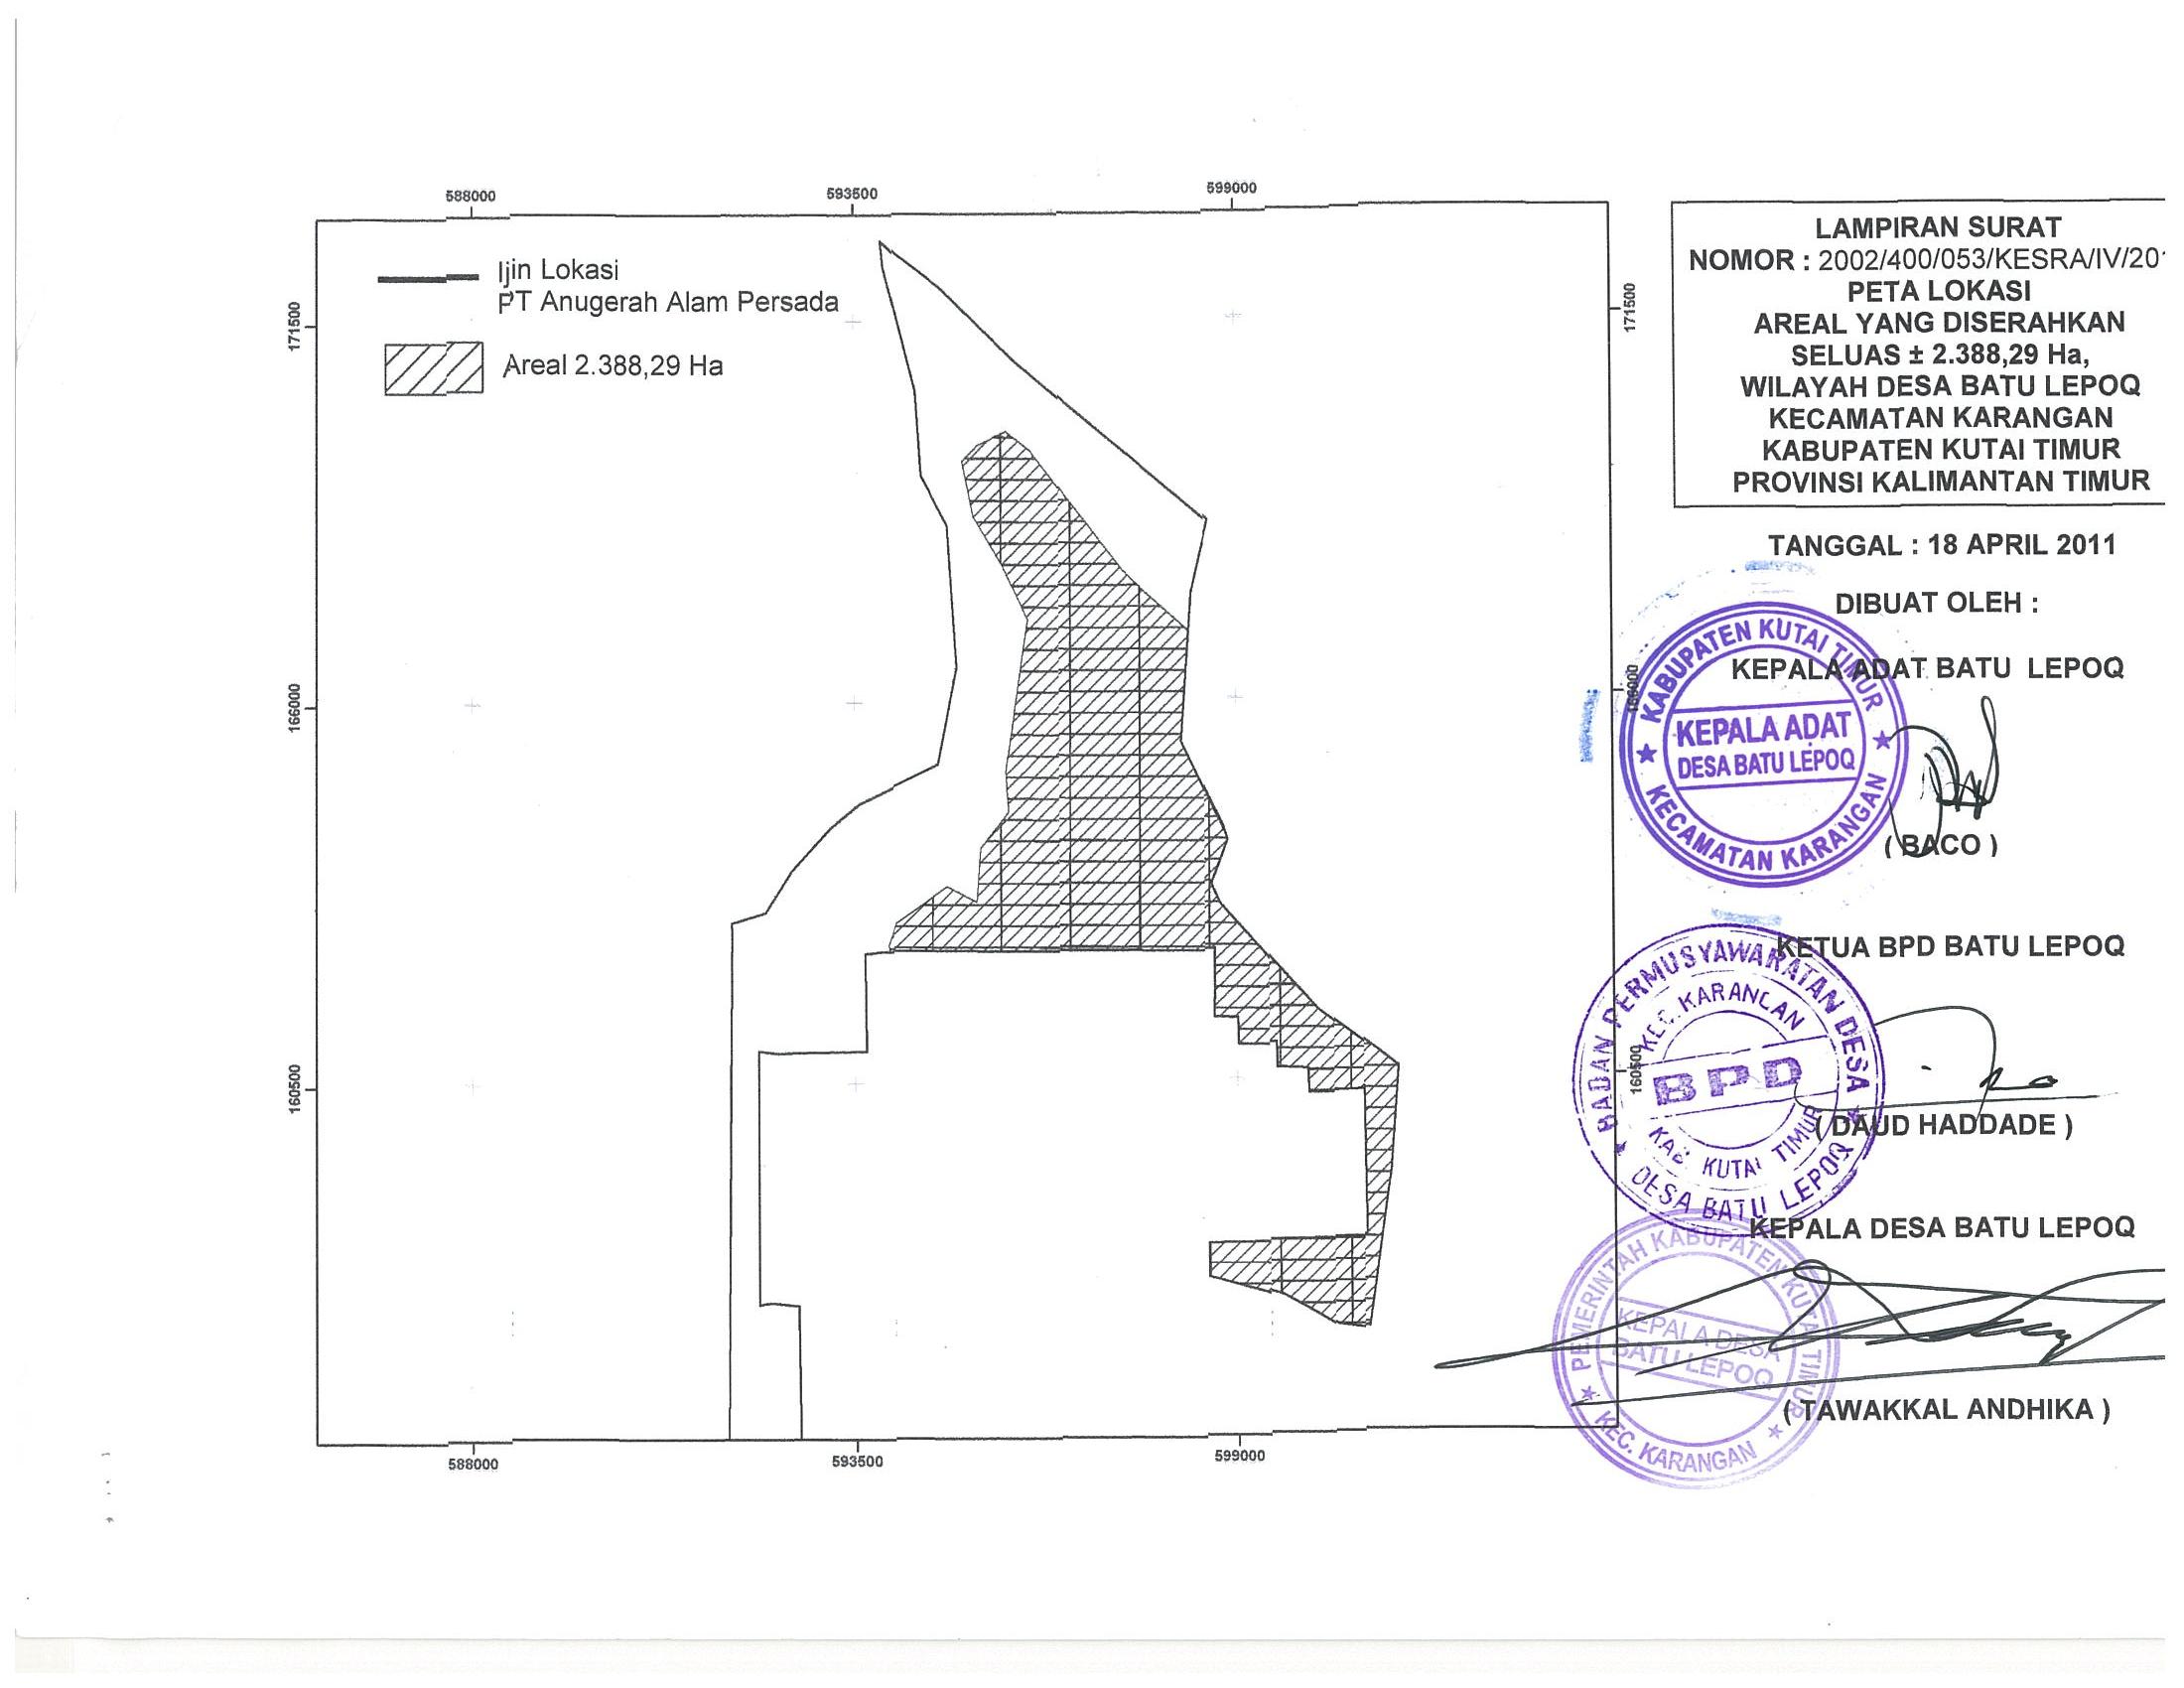 588000
593500
599000
Ijin Lokasi
PT Anugerah Alam Persada
Areal 2.388,29 Ha
171500
166000
160500
171500
166000
160500
588000
593500
599000
LAMPIRAN SURAT
NOMOR : 2002/400/053/KESRA/IV/20
PETA LOKASI
AREAL YANG DISERAHKAN
SELUAS ± 2.388,29 Ha,
WILAYAH DESA BATU LEPOQ
KECAMATAN KARANGAN
KABUPATEN KUTAI TIMUR
PROVINSI KALIMANTAN TIMUR
TANGGAL : 18 APRIL 2011
DIBUAT OLEH :
KEPALA ADAT BATU LEPOQ
KABUPATEN KUTAI TIMUR
KEPALA ADAT
DESA BATU LEPOQ
KECAMATAN KARANGAN
( BACO )
KETUA BPD BATU LEPOQ
BADAN PERMUSYAWARATAN DESA
KEC. KARANGAN
BPD
KAB. KUTAI TIMUR
DESA BATU LEPOQ
( DAUD HADDADE )
KEPALA DESA BATU LEPOQ
PEMERINTAH KABUPATEN KUTAI TIMUR
KEPALA DESA
BATU LEPOQ
KEC. KARANGAN
( TAWAKKAL ANDHIKA )